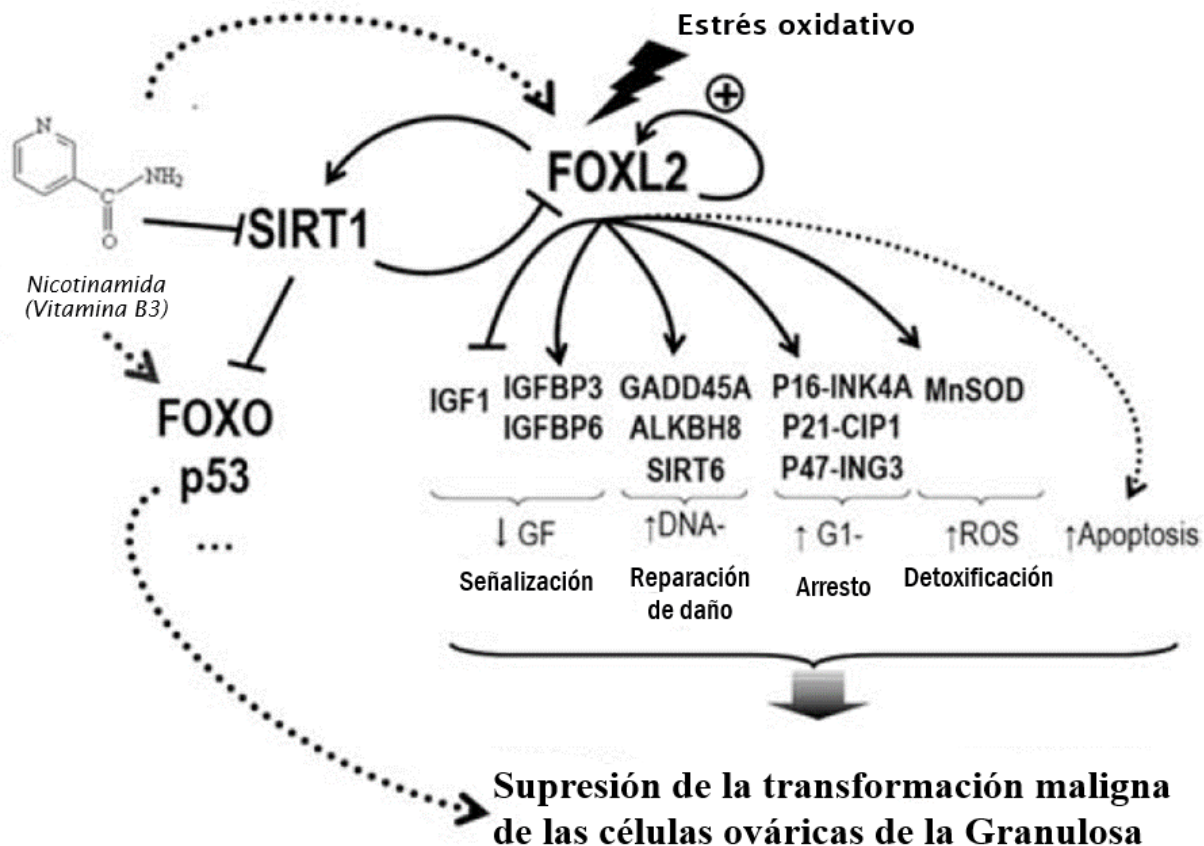 Estrés oxidativo
+
FOXL2
N
NH₂
C
O
SIRT1
Nicotinamida
(Vitamina B3)
FOXO
p53
...
IGF1
IGFBP3
IGFBP6
GADD45A
ALKBH8
SIRT6
P16-INK4A
P21-CIP1
P47-ING3
MnSOD
↓ GF
Señalización
↑DNA-
Reparación
de daño
↑ G1-
Arresto
↑ROS
Detoxificación
↑Apoptosis
Supresión de la transformación maligna
de las células ováricas de la Granulosa